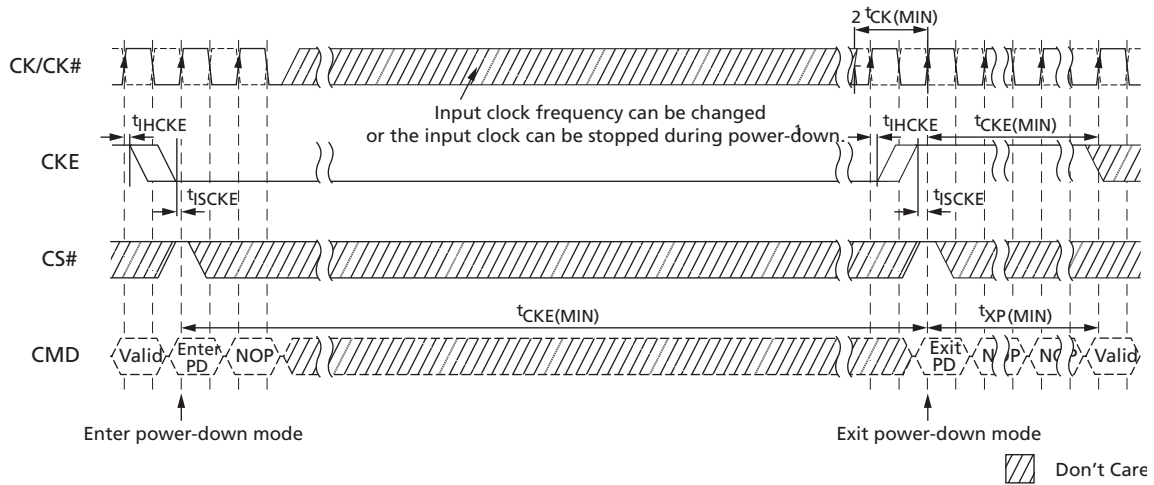 2 tCK(MIN)
CK/CK#
Input clock frequency can be changed
or the input clock can be stopped during power-down.
tIHCKE
tIHCKE
tCKE(MIN)
CKE
tISCKE
tISCKE
CS#
tCKE(MIN)
tXP(MIN)
CMD
Valid
Enter
PD
NOP
Exit
PD
N P
NO P
Valid
Enter power-down mode
Exit power-down mode
Don't Care